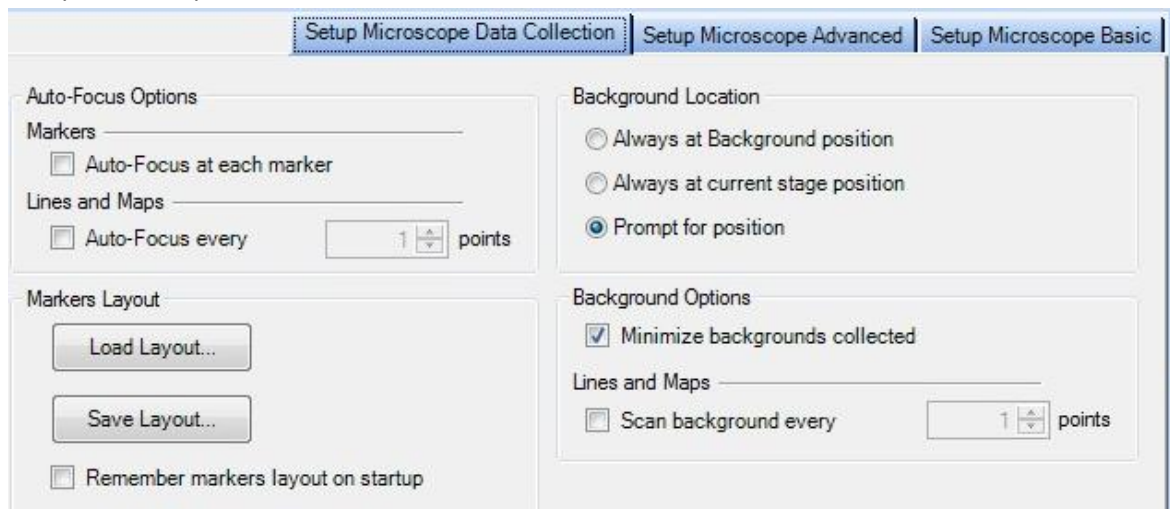 Setup Microscope Data Collection Setup Microscope Advanced Setup Microscope Basic
Auto-Focus Options
Markers
Auto-Focus at each marker
Lines and Maps
Auto-Focus every 1 points
Markers Layout
Load Layout...
Save Layout...
Remember markers layout on startup
Background Location
Always at Background position
Always at current stage position
Prompt for position
Background Options
Minimize backgrounds collected
Lines and Maps
Scan background every 1 points